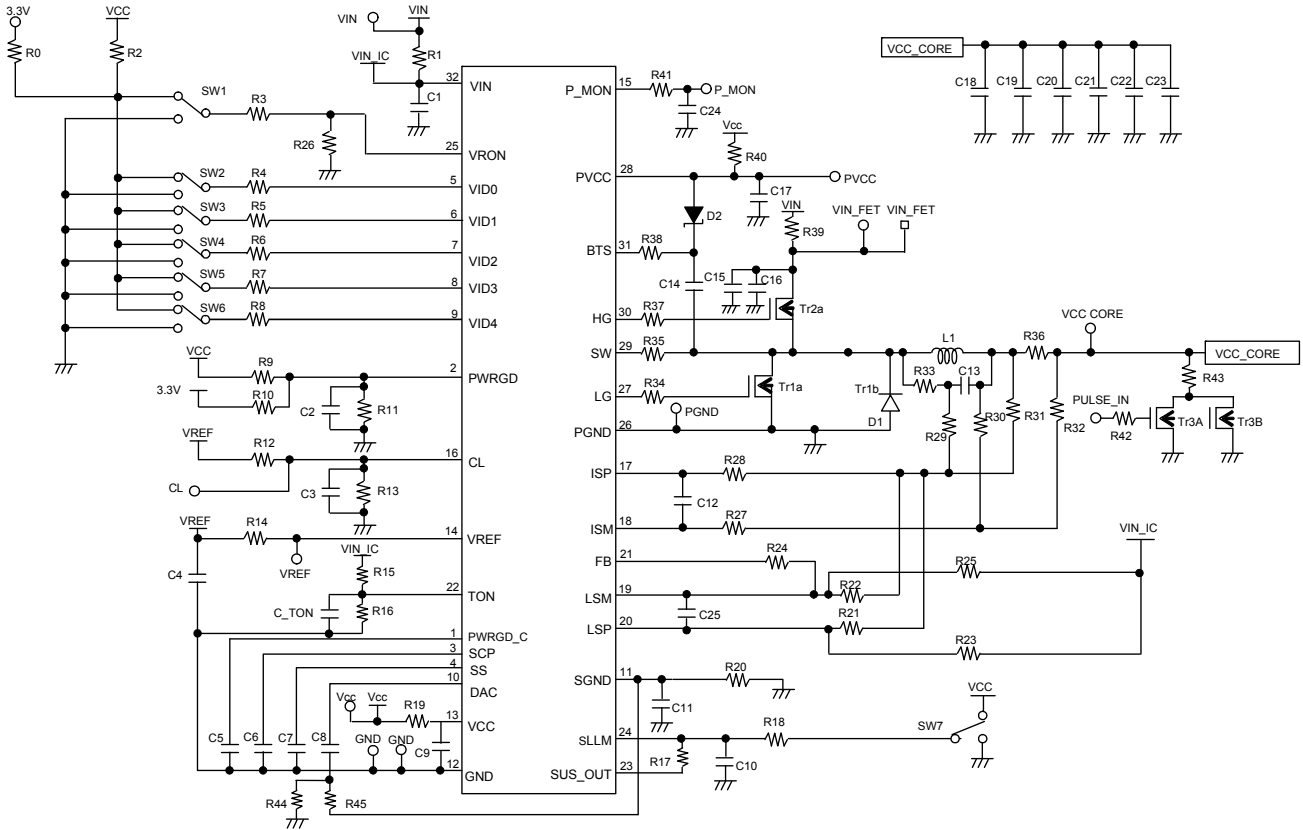 3.3V
VCC
VIN
VIN
R0
R2
VIN_IC
R1
C1
32
VIN
SW1
R3
R26
25
VRON
SW2
R4
5
VID0
SW3
R5
6
VID1
SW4
R6
7
VID2
SW5
R7
8
VID3
SW6
R8
9
VID4
VCC
R9
2
PWRGD
3.3V
R10
C2
R11
VREF
R12
16
CL
CL
C3
R13
VREF
R14
14
VREF
VREF
C4
VIN_IC
R15
22
TON
C_TON
R16
1
PWRGD_C
3
SCP
4
SS
10
DAC
Vcc
Vcc
R19
13
VCC
C5
C6
C7
C8
GND
GND
C9
12
GND
R44
R45
15
P_MON
R41
P_MON
C24
Vcc
R40
28
PVCC
PVCC
C17
D2
VIN
R39
VIN_FET
VIN_FET
31
BTS
R38
C14
C15
C16
30
HG
R37
Tr2a
29
SW
R35
L1
R36
VCC CORE
VCC_CORE
27
LG
R34
Tr1a
Tr1b
D1
R33
C13
R43
PGND
26
PGND
R29
R30
R31
R32
PULSE_IN
R42
Tr3A
Tr3B
17
ISP
R28
C12
18
ISM
R27
21
FB
R24
VIN_IC
R25
19
LSM
R22
C25
20
LSP
R21
R23
11
SGND
R20
C11
24
SLLM
R18
SW7
VCC
R17
C10
23
SUS_OUT
VCC_CORE
C18
C19
C20
C21
C22
C23